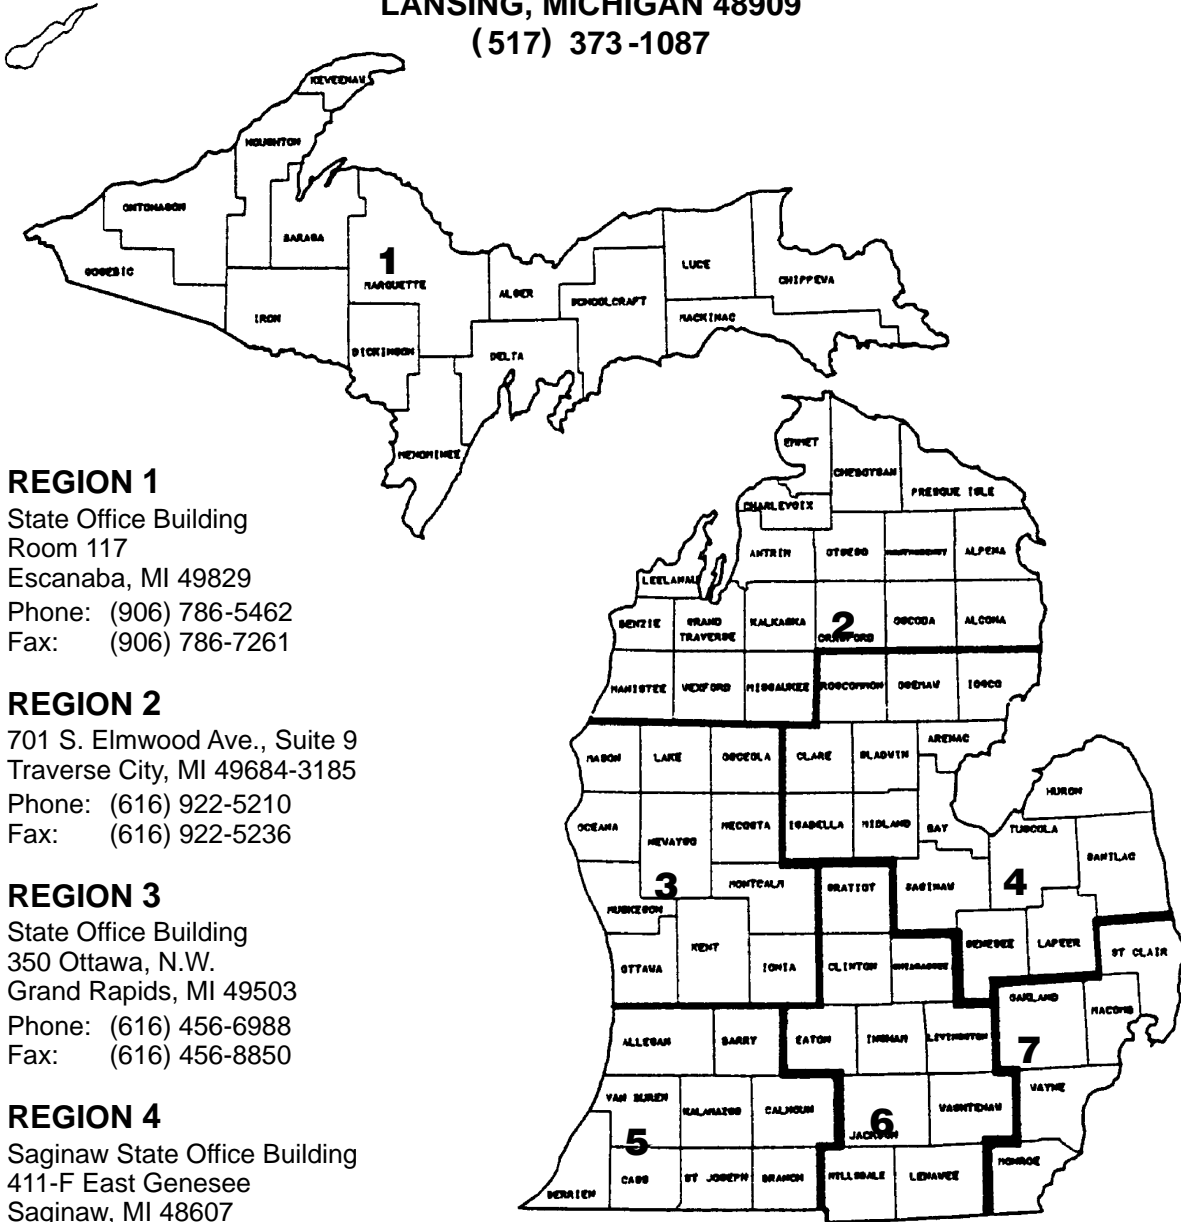 LANSING, MICHIGAN 48909
(517) 373-1087
KEWEENAW
HOUGHTON
ONTONAGON
BARAGA
GOGEBIC
1
MARQUETTE
LUCE
CHIPPEWA
ALGER
SCHOOLCRAFT
IRON
MACKINAC
DICKINSON
DELTA
MENOMINEE
REGION 1
State Office Building
Room 117
Escanaba, MI 49829
Phone: (906) 786-5462
Fax: (906) 786-7261
REGION 2
701 S. Elmwood Ave., Suite 9
Traverse City, MI 49684-3185
Phone: (616) 922-5210
Fax: (616) 922-5236
REGION 3
State Office Building
350 Ottawa, N.W.
Grand Rapids, MI 49503
Phone: (616) 456-6988
Fax: (616) 456-8850
REGION 4
Saginaw State Office Building
411-F East Genesee
Saginaw, MI 48607
EMMET
CHEBOYGAN
PRESQUE ISLE
CHARLEVOIX
ANTRIM
OTSEGO
ALPENA
LEELANAU
BENZIE
GRAND
TRAVERSE
KALKASKA
2
CRAWFORD
OSCODA
ALCONA
MANISTEE
WEXFORD
MISSAUKEE
ROSCOMMON
OGEMAW
IOSCO
MASON
LAKE
OSCEOLA
CLARE
GLADWIN
ARENAC
HURON
OCEANA
NEWAYGO
MECOSTA
ISABELLA
MIDLAND
BAY
TUSCOLA
SANILAC
3
MONTCALM
GRATIOT
SAGINAW
4
MUSKEGON
KENT
OTTAWA
IONIA
CLINTON
SHIAWASSEE
GENESEE
LAPEER
ST CLAIR
OAKLAND
MACOMB
ALLEGAN
BARRY
EATON
INGHAM
LIVINGSTON
7
VAN BUREN
KALAMAZOO
CALHOUN
WASHTENAW
WAYNE
5
6
JACKSON
BERRIEN
CASS
ST JOSEPH
BRANCH
HILLSDALE
LENAWEE
MONROE